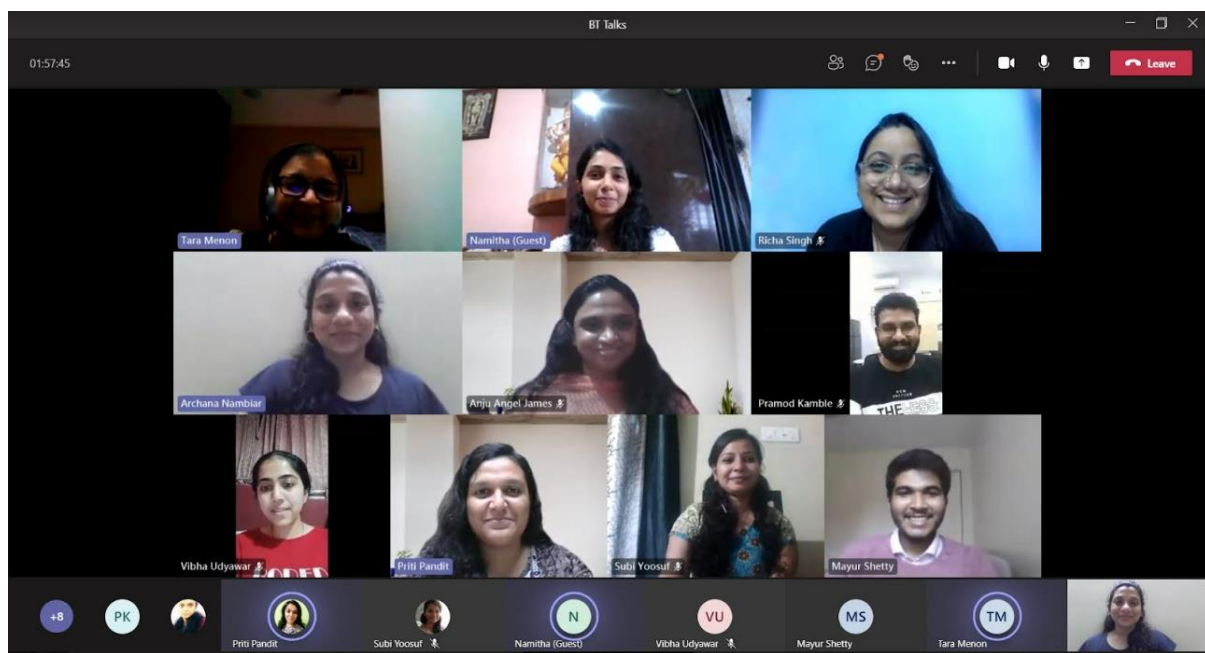 BT Talks
01:57:45
Leave
Tara Menon
Namitha (Guest)
Richa Singh
Archana Nambiar
Anju Angel James
Pramod Kamble
THE
Vibha Udyawar
Priti Pandit
Subi Yoosuf
Mayur Shetty
+8
PK
N
VU
MS
TM
Priti Pandit
Subi Yoosuf
Namitha (Guest)
Vibha Udyawar
Mayur Shetty
Tara Menon